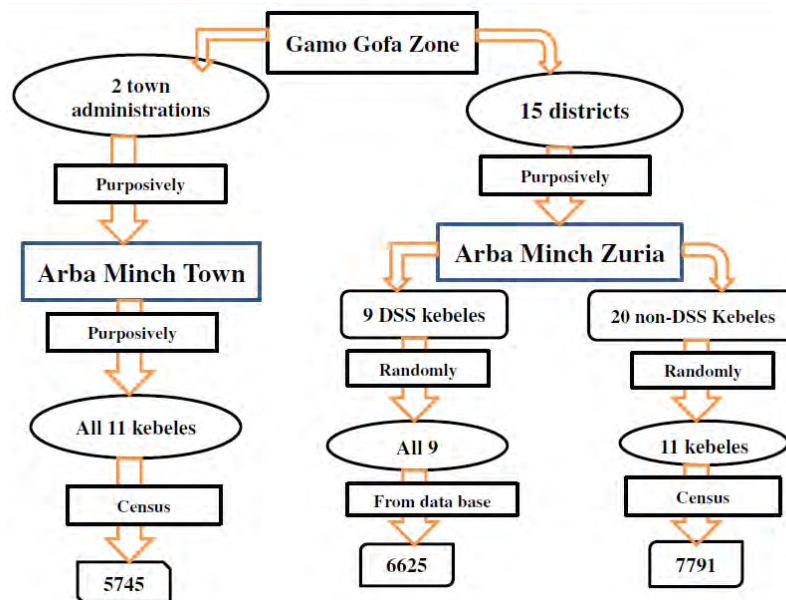 Gamo Gofa Zone
2 town
administrations
15 districts
Purposively
Purposively
Arba Minch Town
Arba Minch Zuria
9 DSS kebeles
20 non-DSS Kebeles
Purposively
Randomly
Randomly
All 11 kebeles
All 9
11 kebeles
Census
From data base
Census
5745
6625
7791